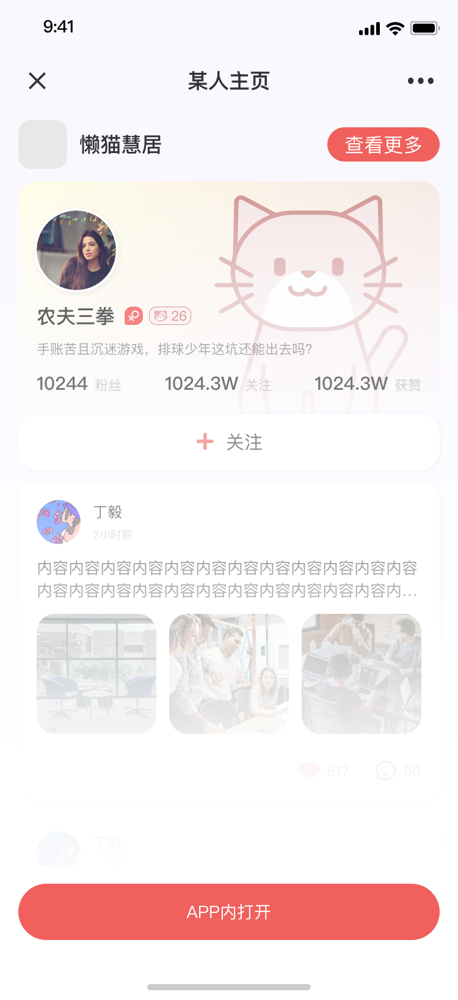 9:41
某人主页
懒猫慧居
查看更多
农夫三拳 26
手账苦且沉迷游戏，排球少年这坑还能出去吗?
10244 粉丝 1024.3W 关注 1024.3W 获赞
关注
丁毅
2小时前
内容内容内容内容内容内容内容内容内容内容内容内容
内容内容内容内容内容内容内容内容内容内容内容内...
617 50
丁毅
APP内打开